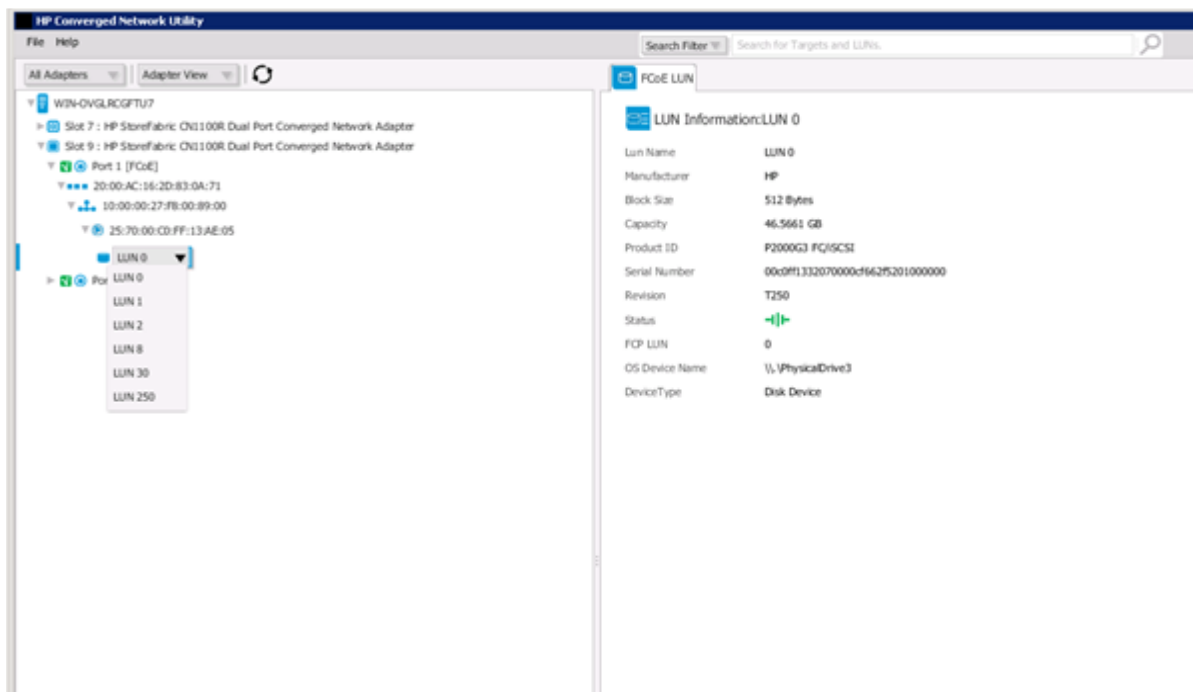 HP Converged Network Utility
File Help
Search Filter Search for Targets and LUNs.
All Adapters Adapter View
FCoE LUN
WIN-OVGLRCGFTU7
Slot 7 : HP StoreFabric CN1100R Dual Port Converged Network Adapter
Slot 9 : HP StoreFabric CN1100R Dual Port Converged Network Adapter
Port 1 [FCoE]
20:00:AC:16:2D:83:0A:71
10:00:00:27:F8:00:89:00
25:70:00:C0:FF:13:AE:05
LUN 0
Por
LUN 0
LUN 1
LUN 2
LUN 8
LUN 30
LUN 250
LUN Information:LUN 0
Lun Name LUN 0
Manufacturer HP
Block Size 512 Bytes
Capacity 46.5661 GB
Product ID P2000G3 FC/iSCSI
Serial Number 00c0ff1332070000cf662f5201000000
Revision T250
Status
FCP LUN 0
OS Device Name \\.\PhysicalDrive3
DeviceType Disk Device